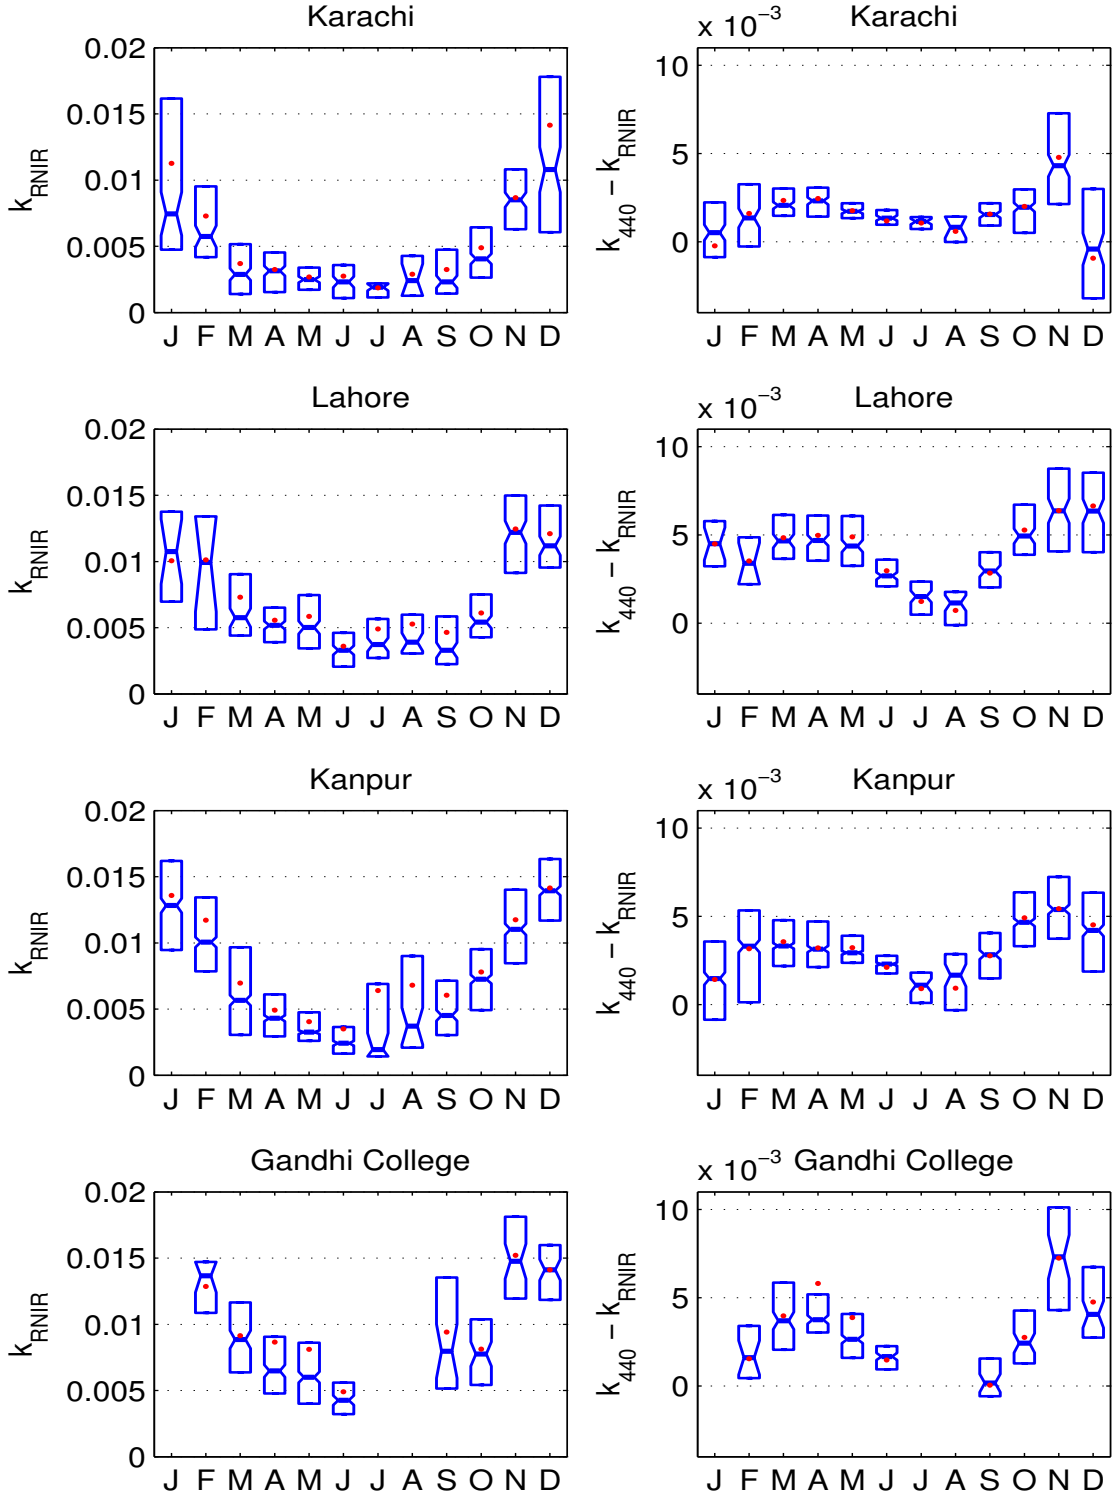 Karachi
0.02
0.015
0.01
0.005
0
k_RNIR
J F M A M J J A S O N D
x 10^−3 Karachi
10
5
0
k_440 − k_RNIR
J F M A M J J A S O N D
Lahore
0.02
0.015
0.01
0.005
0
k_RNIR
J F M A M J J A S O N D
x 10^−3 Lahore
10
5
0
k_440 − k_RNIR
J F M A M J J A S O N D
Kanpur
0.02
0.015
0.01
0.005
0
k_RNIR
J F M A M J J A S O N D
x 10^−3 Kanpur
10
5
0
k_440 − k_RNIR
J F M A M J J A S O N D
Gandhi College
0.02
0.015
0.01
0.005
0
k_RNIR
J F M A M J J A S O N D
x 10^−3 Gandhi College
10
5
0
k_440 − k_RNIR
J F M A M J J A S O N D